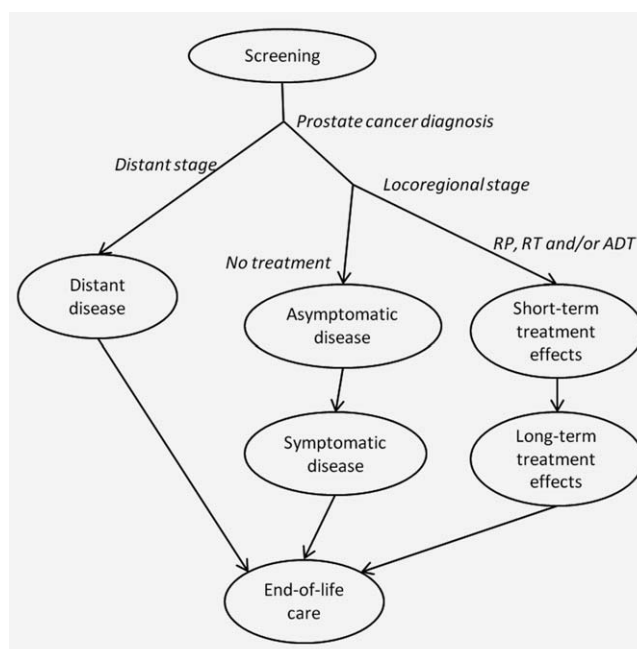 Screening
Prostate cancer diagnosis
Distant stage
Locoregional stage
RP, RT and/or ADT
No treatment
Distant
disease
Asymptomatic
disease
Short-term
treatment
effects
Symptomatic
disease
Long-term
treatment
effects
End-of-life
care